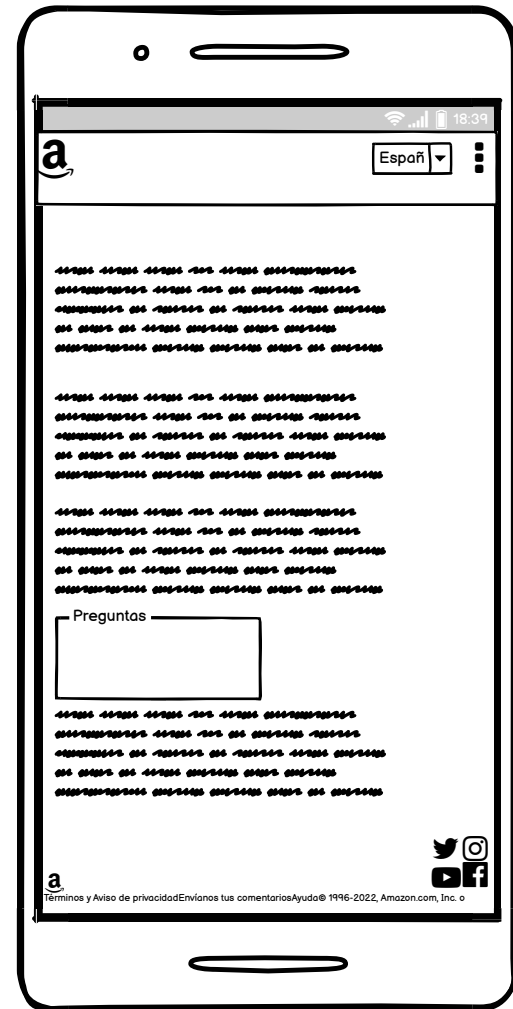 18:39
a
Españ
Preguntas
a
Términos y Aviso de privacidadEnvíanos tus comentariosAyuda© 1996-2022, Amazon.com, Inc. o